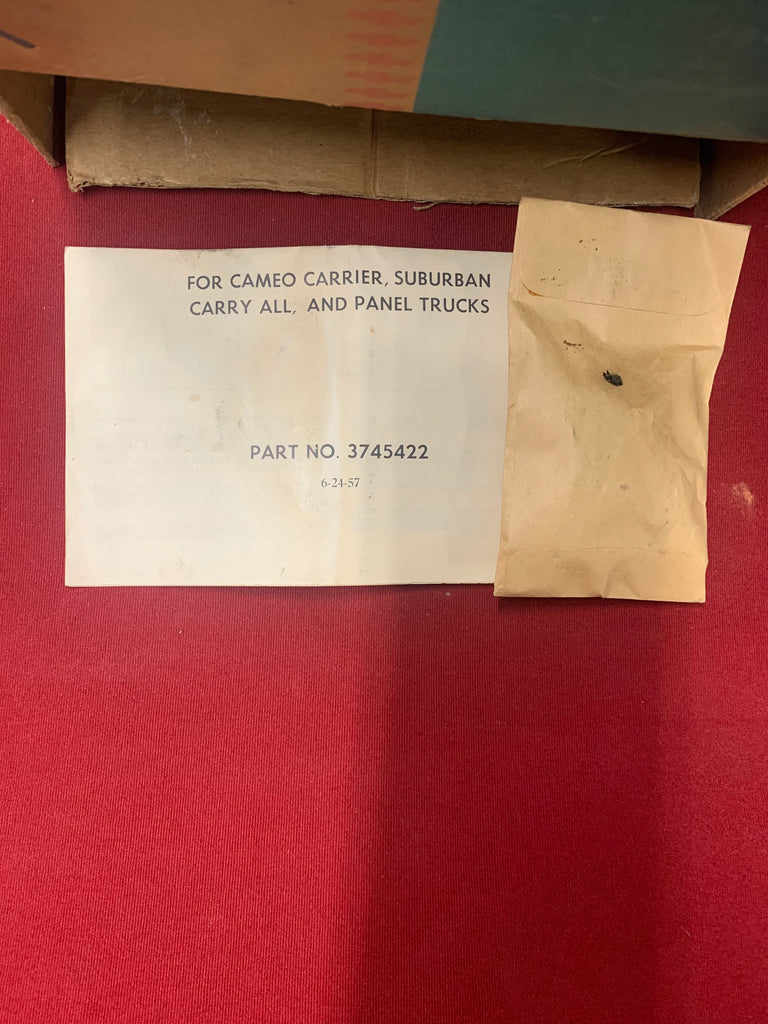 FOR CAMEO CARRIER, SUBURBAN
CARRY ALL, AND PANEL TRUCKS
PART NO. 3745422
6-24-57